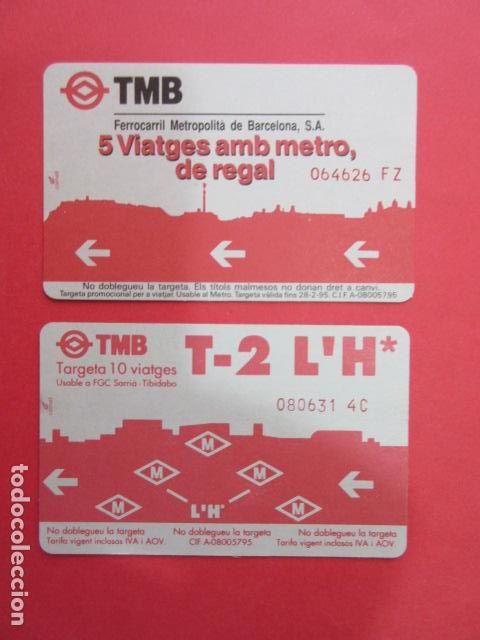 TMB
Ferrocarril Metropolità de Barcelona, S.A.
5 Viatges amb metro,
de regal
064626 FZ
No doblegueu la targeta. Els títols malmesos no donan dret a canvi.
Targeta promocional per a viatjar. Usable al Metro. Targeta vàlida fins 28-2-95. C.I.F. A-08005795
TMB
T-2 L'H*
Targeta 10 viatges
Usable a FGC Sarrià - Tibidabo
080631 4C
M
M M
M L'H* M
No doblegueu la targeta No doblegueu la targeta No doblegueu la targeta
Tarifa vigent inclosos IVA i AOV. CIF A-08005795 Tarifa vigent inclosos IVA i AOV.
todocoleccion.net